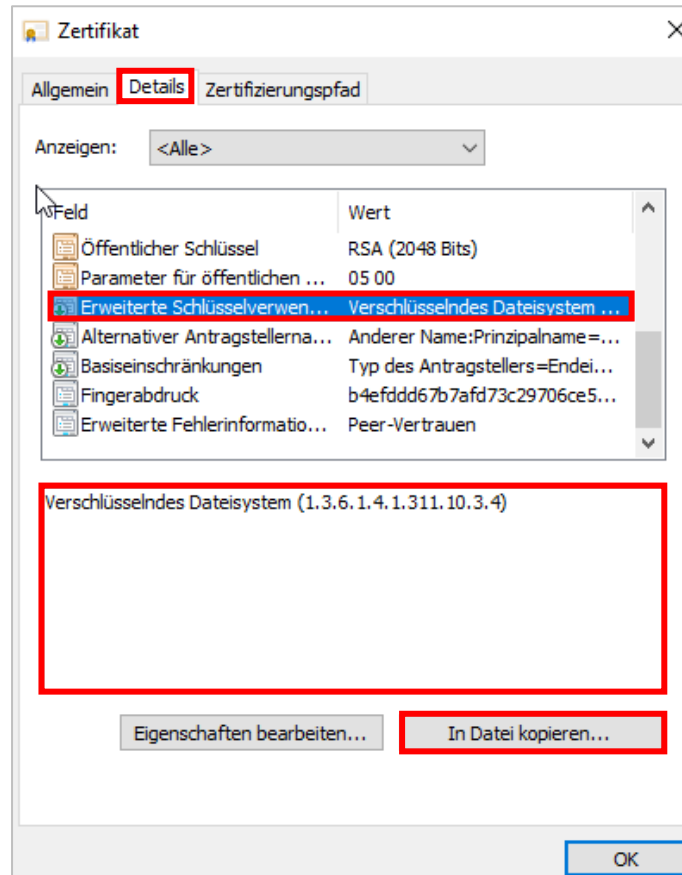 Zertifikat
Allgemein Details Zertifizierungspfad
Anzeigen: <Alle>
Feld Wert
Öffentlicher Schlüssel RSA (2048 Bits)
Parameter für öffentlichen ... 05 00
Erweiterte Schlüsselverwen... Verschlüsselndes Dateisystem ...
Alternativer Antragstellerna... Anderer Name:Prinzipalname=...
Basiseinschränkungen Typ des Antragstellers=Endei...
Fingerabdruck b4efddd67b7afd73c29706ce5...
Erweiterte Fehlerinformatio... Peer-Vertrauen
Verschlüsselndes Dateisystem (1.3.6.1.4.1.311.10.3.4)
Eigenschaften bearbeiten... In Datei kopieren...
OK